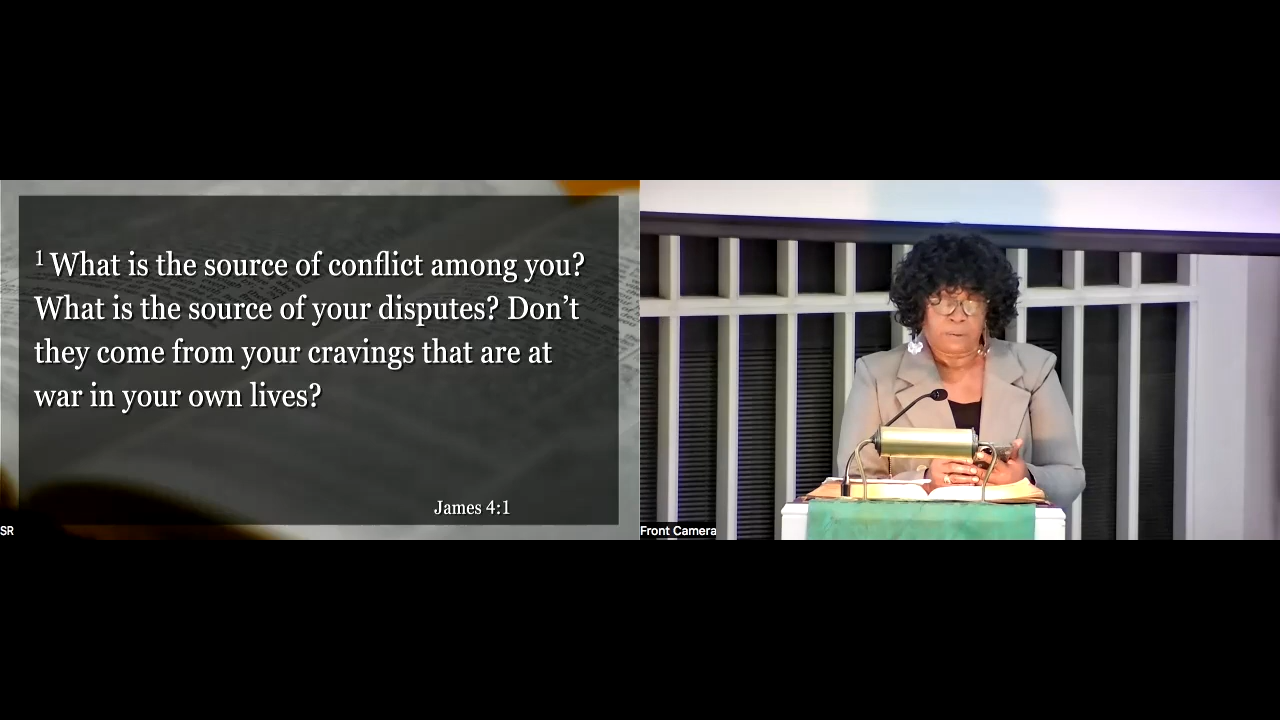 1 What is the source of conflict among you?
What is the source of your disputes? Don’t
they come from your cravings that are at
war in your own lives?
James 4:1
SR
Front Camera